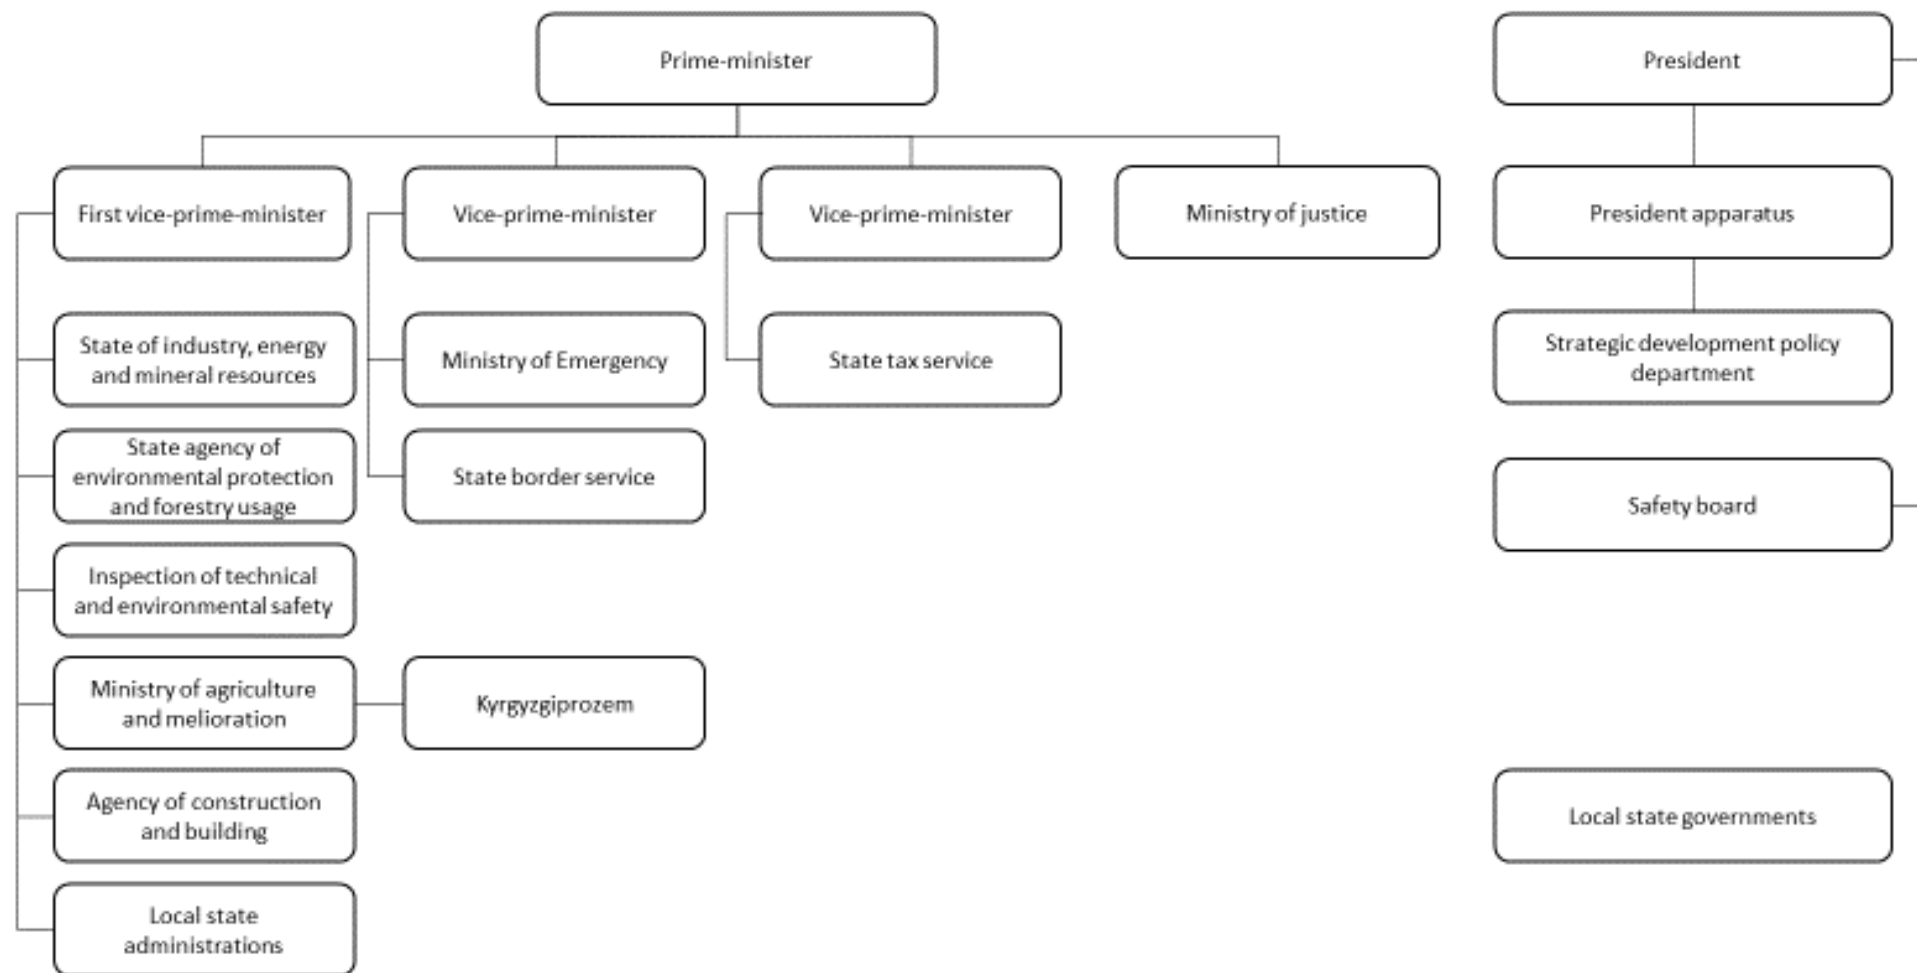 Prime-minister
President
First vice-prime-minister
Vice-prime-minister
Vice-prime-minister
Ministry of justice
President apparatus
State of industry, energy
and mineral resources
Ministry of Emergency
State tax service
Strategic development policy
department
State agency of
environmental protection
and forestry usage
State border service
Safety board
Inspection of technical
and environmental safety
Ministry of agriculture
and melioration
Kyrgyzgiprozem
Agency of construction
and building
Local state governments
Local state
administrations